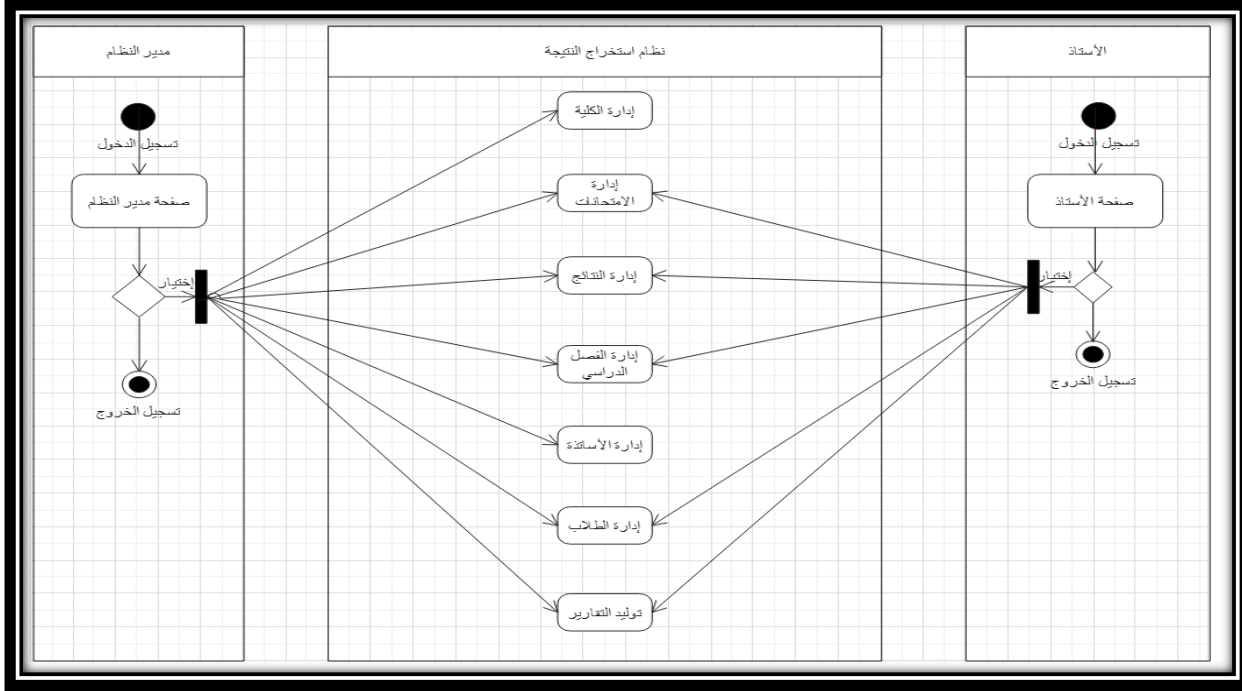 مدير النظام
نظام استخراج النتيجة
الأستاذ
تسجيل الدخول
صفحة مدير النظام
إختيار
تسجيل الخروج
إدارة الكلية
إدارة
الامتحانات
إدارة النتائج
إدارة الفصل
الدراسي
إدارة الأساتذة
إدارة الطلاب
توليد التقارير
تسجيل الدخول
صفحة الأستاذ
إختيار
تسجيل الخروج